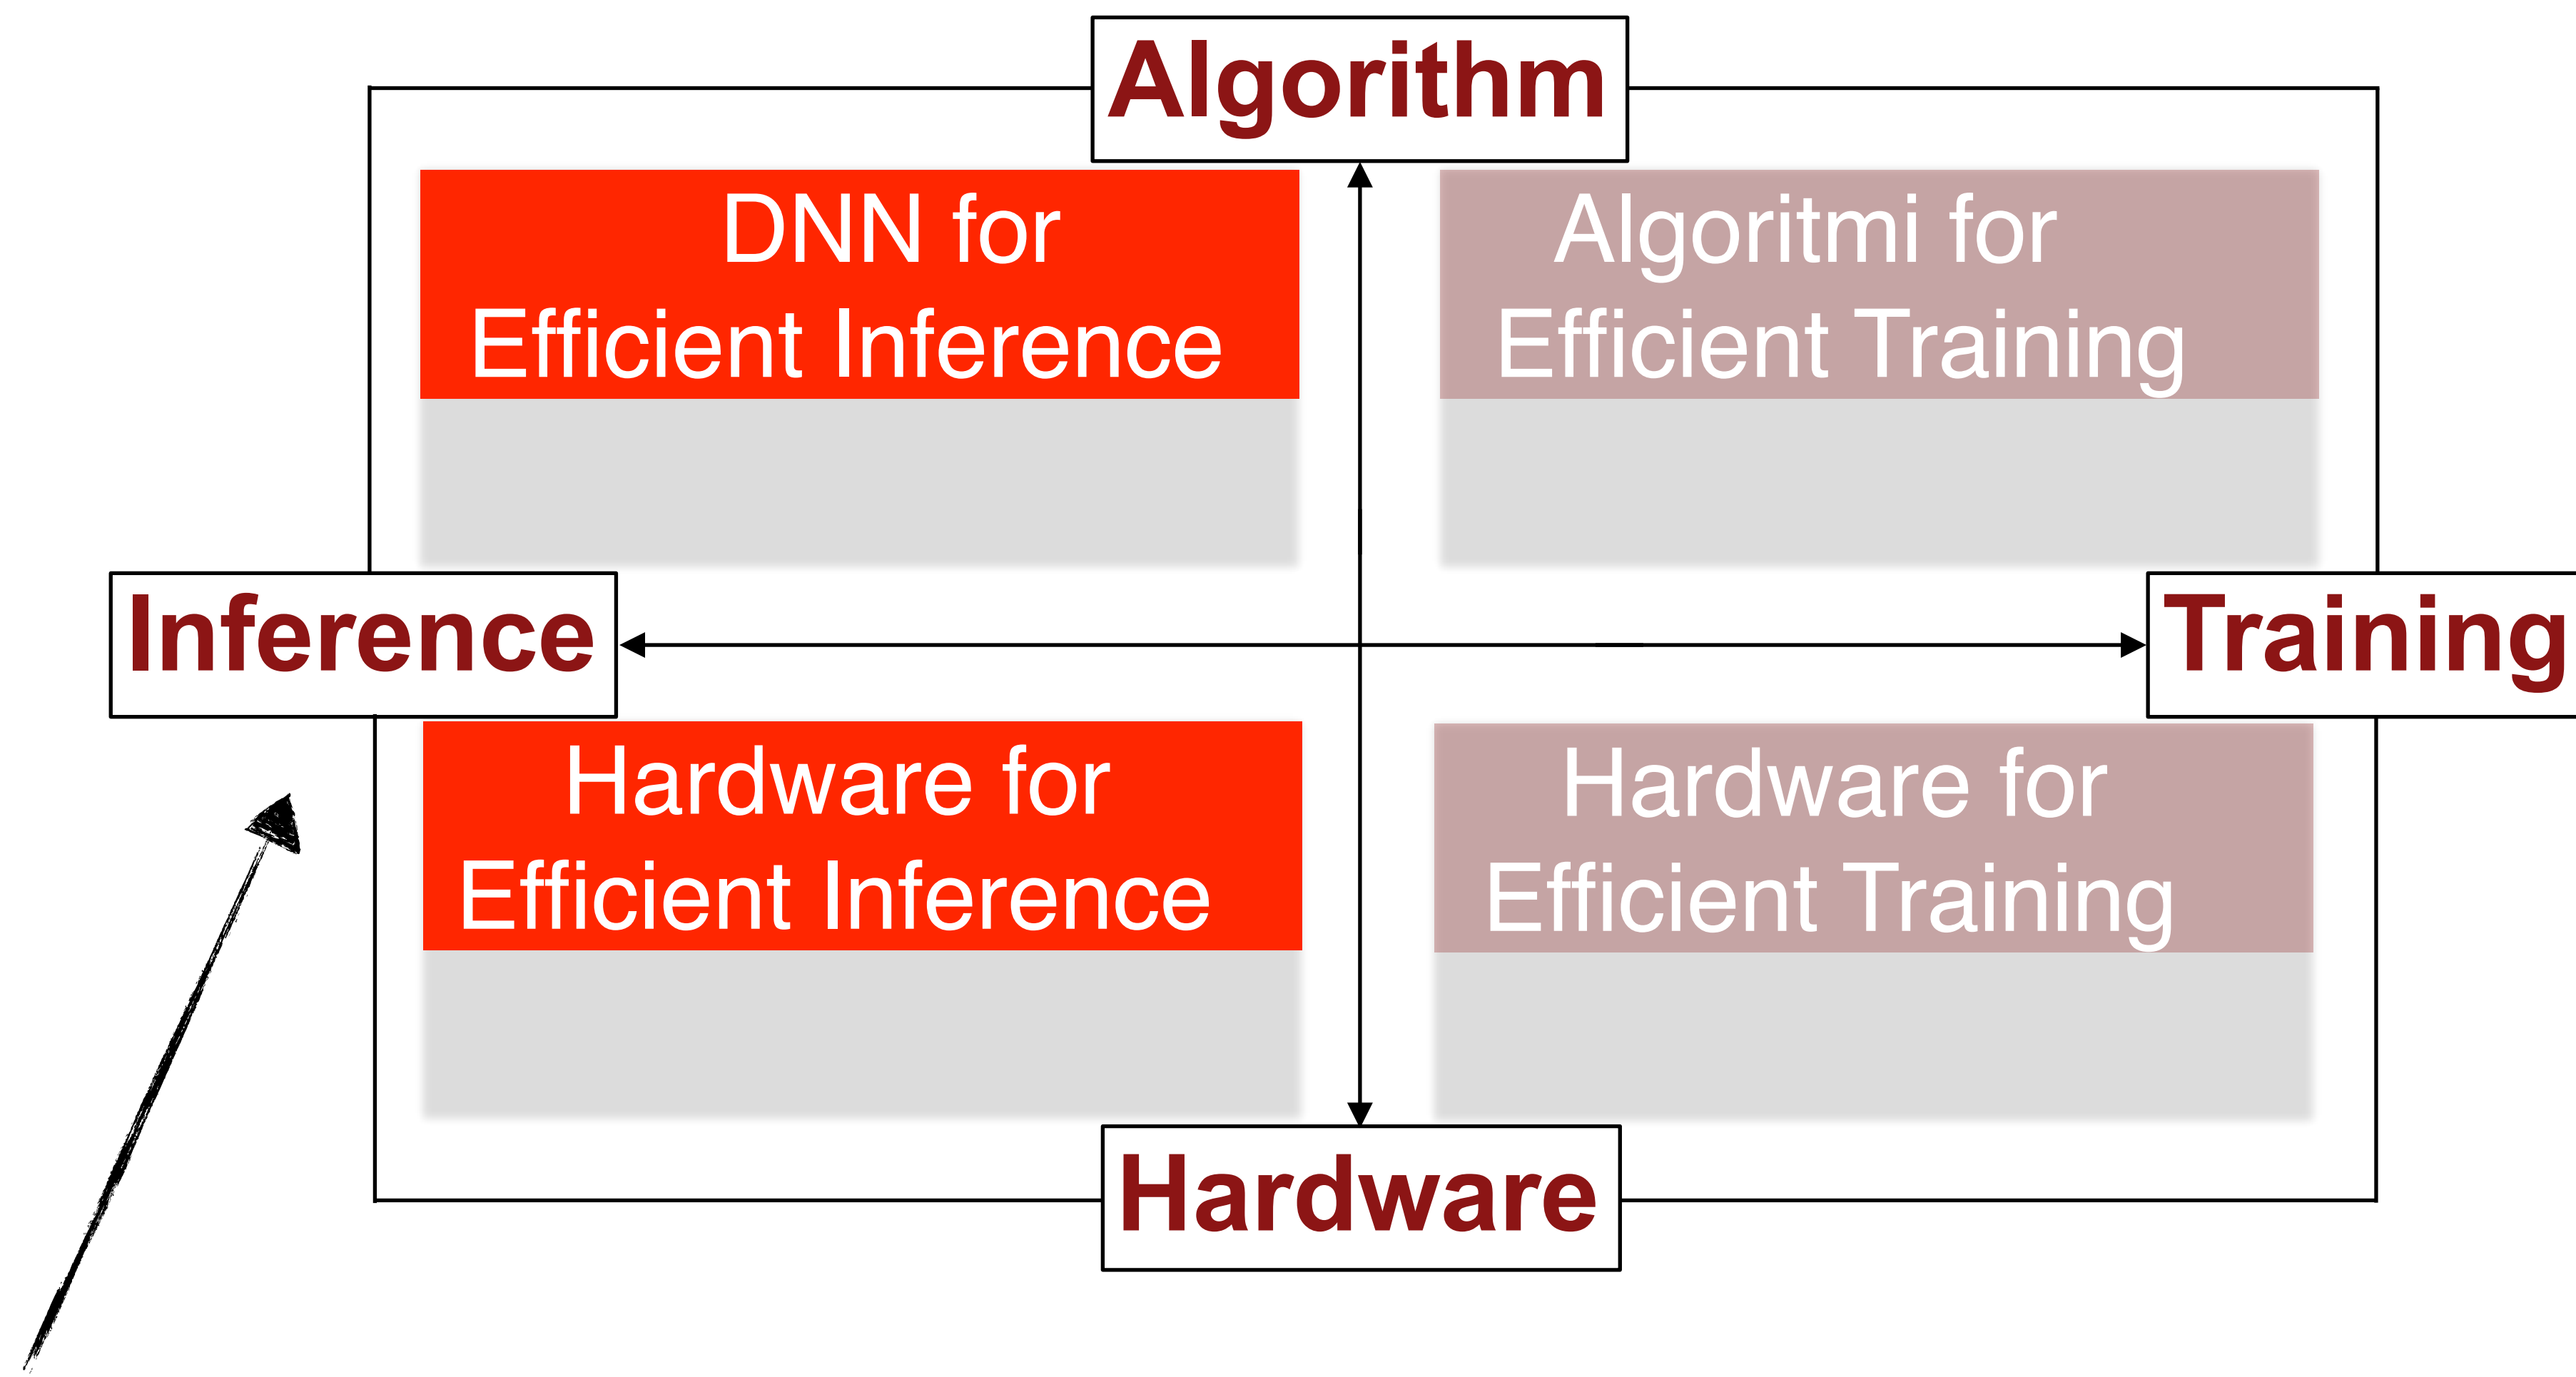 Algorithm
DNN for
Efficient Inference
Algoritmi for
Efficient Training
Inference
Training
Hardware for
Efficient Inference
Hardware for
Efficient Training
Hardware